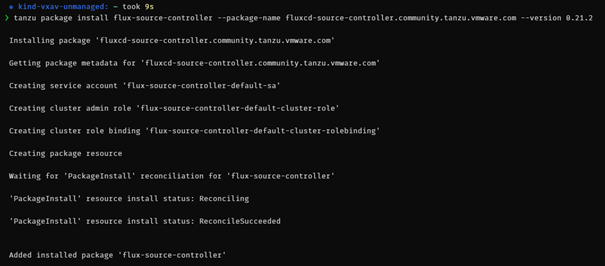 ⎈ kind-vxav-unmanaged: ~ took 9s
❯ tanzu package install flux-source-controller --package-name fluxcd-source-controller.community.tanzu.vmware.com --version 0.21.2
Installing package 'fluxcd-source-controller.community.tanzu.vmware.com'
Getting package metadata for 'fluxcd-source-controller.community.tanzu.vmware.com'
Creating service account 'flux-source-controller-default-sa'
Creating cluster admin role 'flux-source-controller-default-cluster-role'
Creating cluster role binding 'flux-source-controller-default-cluster-rolebinding'
Creating package resource
Waiting for 'PackageInstall' reconciliation for 'flux-source-controller'
'PackageInstall' resource install status: Reconciling
'PackageInstall' resource install status: ReconcileSucceeded
Added installed package 'flux-source-controller'